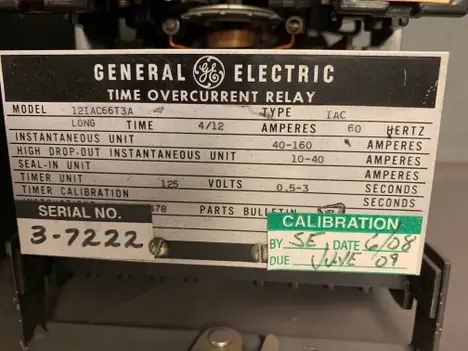 GENERAL GE ELECTRIC
TIME OVERCURRENT RELAY
MODEL 12IAC66T3A TYPE IAC
LONG TIME 4/12 AMPERES 60 HERTZ
INSTANTANEOUS UNIT 40-160 AMPERES
HIGH DROP-OUT INSTANTANEOUS UNIT 10-40 AMPERES
SEAL-IN UNIT AMPERES
TIMER UNIT 125 VOLTS 0.5-3 SECONDS
TIMER CALIBRATION SECONDS
478 PARTS BULLETIN
SERIAL NO.
3-7222
CALIBRATION
BY SE DATE 6/08
DUE JUNE 09